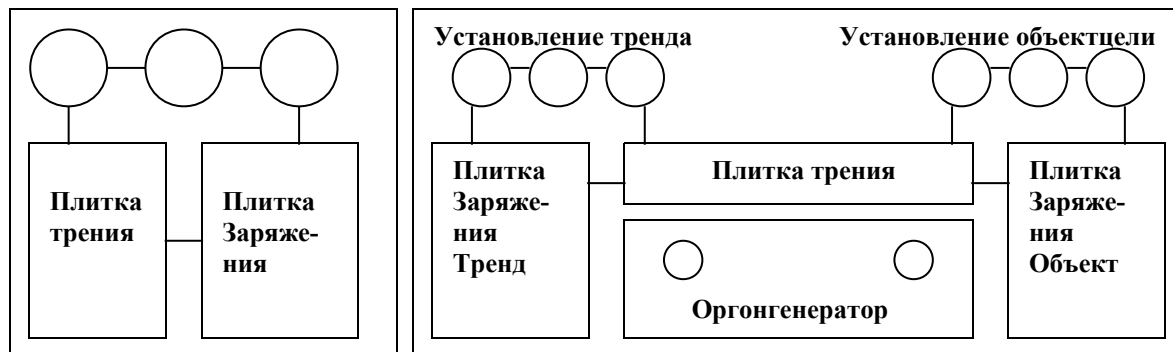 Плитка
трения
Плитка
Заряже-
ния
Установление тренда
Установление объектцели
Плитка
Заряже-
ния
Тренд
Плитка трения
Оргонгенератор
Плитка
Заряже-
ния
Объект